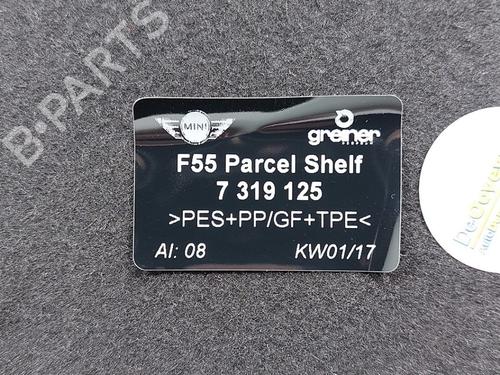 B-PARTS
MINI
greiner
F55 Parcel Shelf
7 319 125
>PES+PP/GF+TPE<
AI: 08 KW01/17